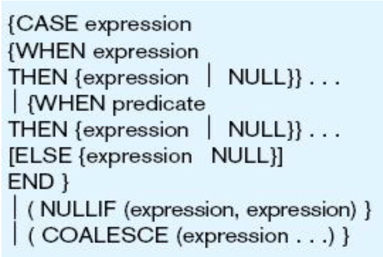 {CASE expression
{WHEN expression
THEN {expression | NULL}} . . .
| {WHEN predicate
THEN {expression | NULL}} . . .
[ELSE {expression NULL}]
END }
| ( NULLIF (expression, expression) }
| ( COALESCE (expression . . .) }